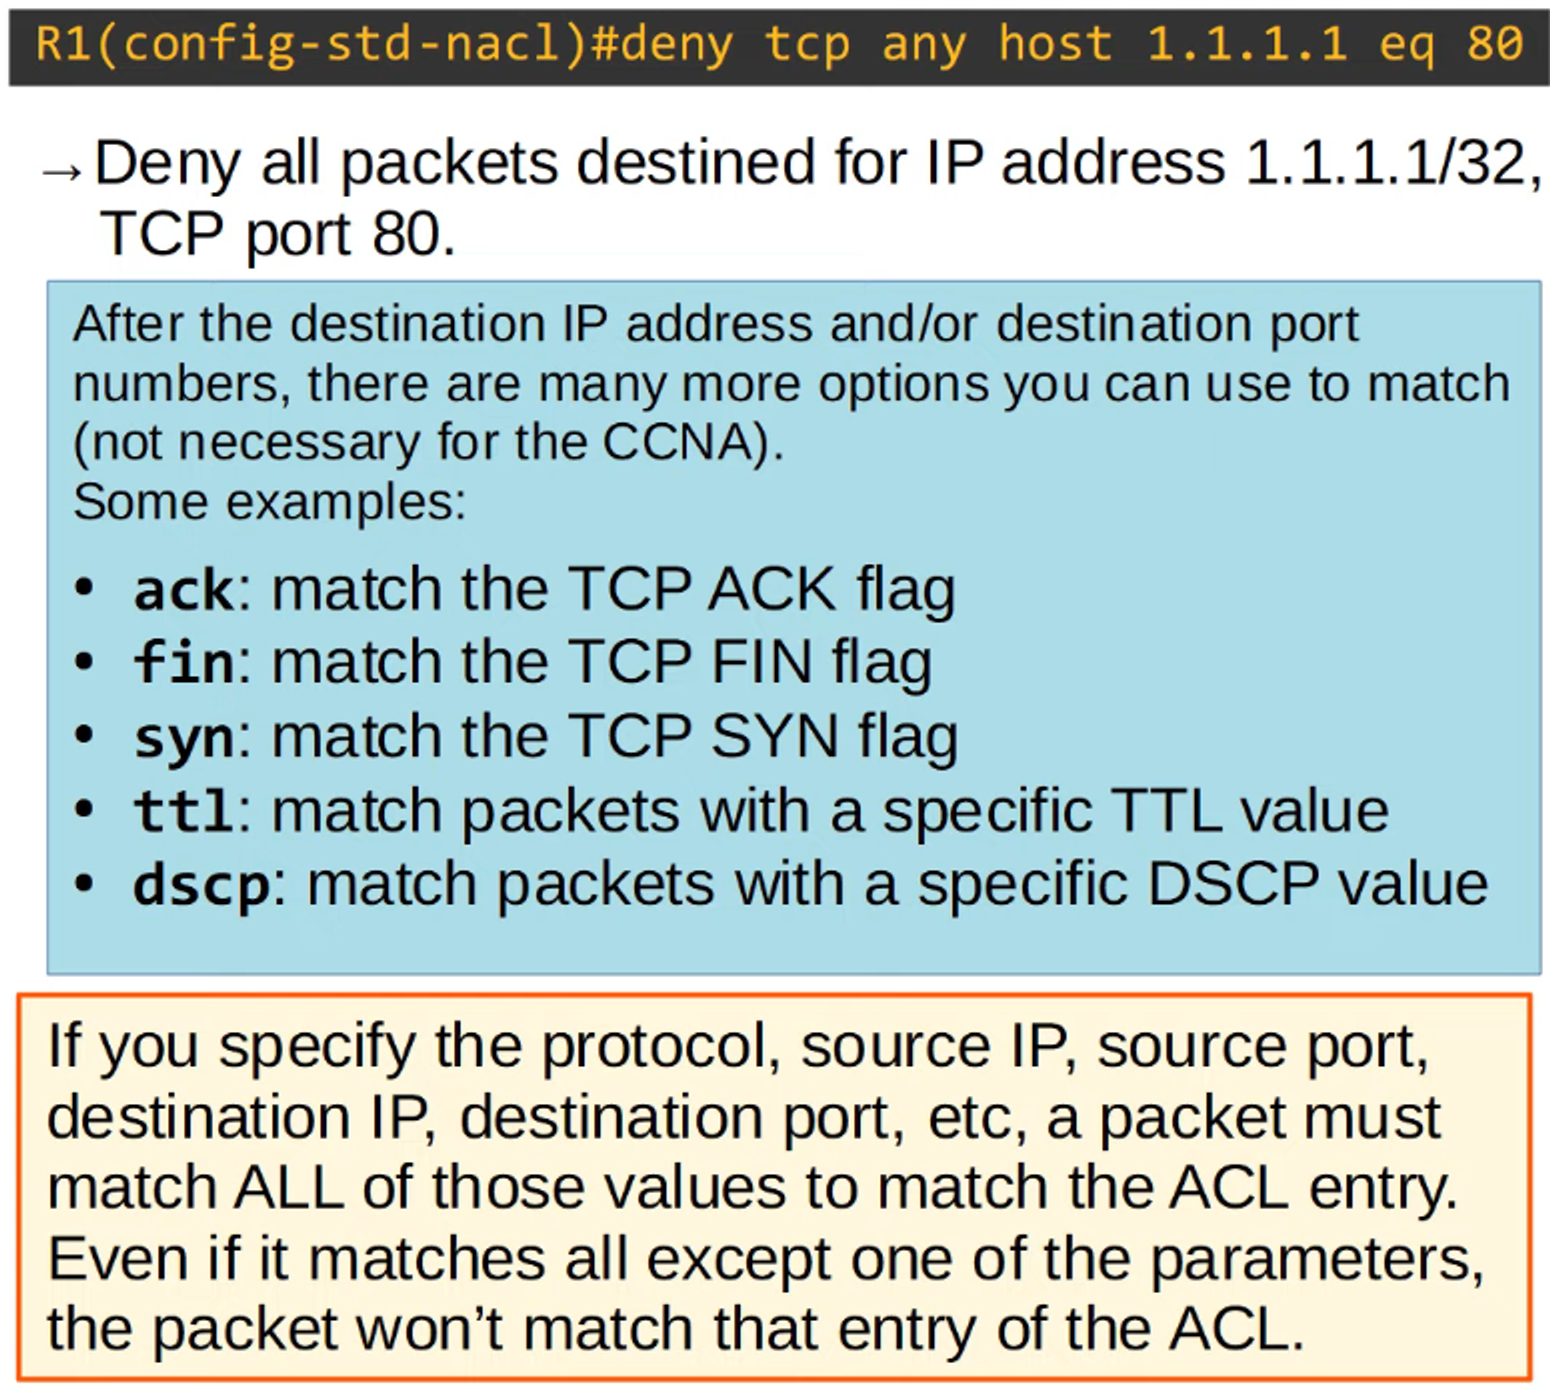 R1(config-std-nacl)#deny tcp any host 1.1.1.1 eq 80
→Deny all packets destined for IP address 1.1.1.1/32,
TCP port 80.
After the destination IP address and/or destination port
numbers, there are many more options you can use to match
(not necessary for the CCNA).
Some examples:
• ack: match the TCP ACK flag
• fin: match the TCP FIN flag
• syn: match the TCP SYN flag
• ttl: match packets with a specific TTL value
• dscp: match packets with a specific DSCP value
If you specify the protocol, source IP, source port,
destination IP, destination port, etc, a packet must
match ALL of those values to match the ACL entry.
Even if it matches all except one of the parameters,
the packet won’t match that entry of the ACL.